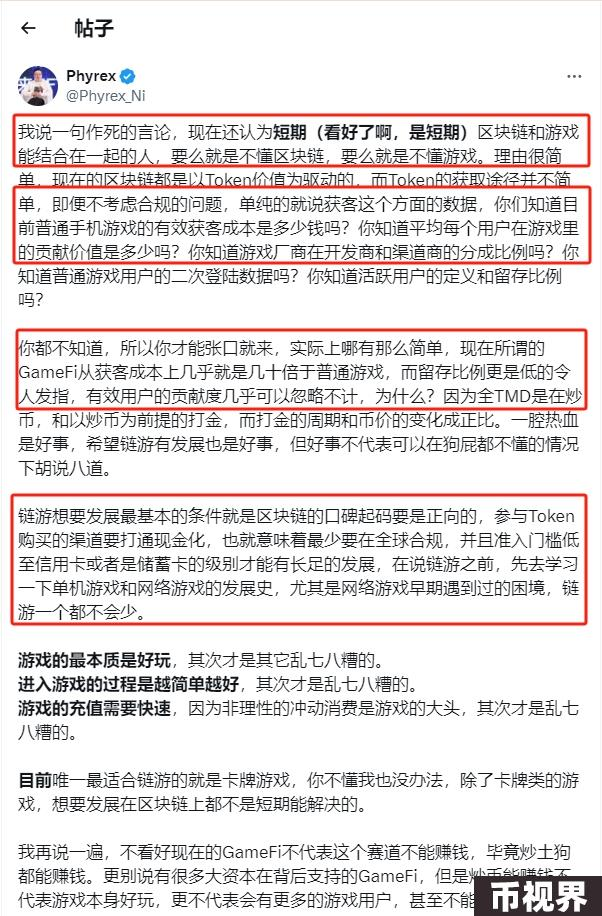 帖子
Phyrex
@Phyrex_Ni
我说一句作死的言论，现在还认为短期（看好了啊，是短期）区块链和游戏
能结合在一起的人，要么就是不懂区块链，要么就是不懂游戏。理由很简
单，现在的区块链都是以Token价值为驱动的，而Token的获取途径并不简
单，即便不考虑合规的问题，单纯的就说获客这个方面的数据，你们知道目
前普通手机游戏的有效获客成本是多少钱吗？你知道平均每个用户在游戏里
的贡献价值是多少吗？你知道游戏厂商在开发商和渠道商的分成比例吗？你
知道普通游戏用户的二次登陆数据吗？你知道活跃用户的定义和留存比例
吗？
你都不知道，所以你才能张口就来，实际上哪有那么简单，现在所谓的
GameFi从获客成本上几乎就是几十倍于普通游戏，而留存比例更是低的令
人发指，有效用户的贡献度几乎可以忽略不计，为什么？因为全TMD是在炒
币，和以炒币为前提的打金，而打金的周期和币价的变化成正比。一腔热血
是好事，希望链游有发展也是好事，但好事不代表可以在狗屁都不懂的情况
下胡说八道。
链游想要发展最基本的条件就是区块链的口碑起码要是正向的，参与Token
购买的渠道要打通现金化，也就意味着最少要在全球合规，并且准入门槛低
至信用卡或者是储蓄卡的级别才能有长足的发展，在说链游之前，先去学习
一下单机游戏和网络游戏的发展史，尤其是网络游戏早期遇到过的困境，链
游一个都不会少。
游戏的最本质是好玩，其次才是其它乱七八糟的。
进入游戏的过程是越简单越好，其次才是乱七八糟的。
游戏的充值需要快速，因为非理性的冲动消费是游戏的大头，其次才是乱七
八糟的。
目前唯一最适合链游的就是卡牌游戏，你不懂我也没办法，除了卡牌类的游
戏，想要发展在区块链上都不是短期能解决的。
我再说一遍，不看好现在的GameFi不代表这个赛道不能赚钱，毕竟炒土狗
都能赚钱。更别说有很多大资本在背后支持的GameFi，但是炒币能赚钱不
代表游戏本身好玩，更不代表会有更多的游戏用户，甚至不能
币视界